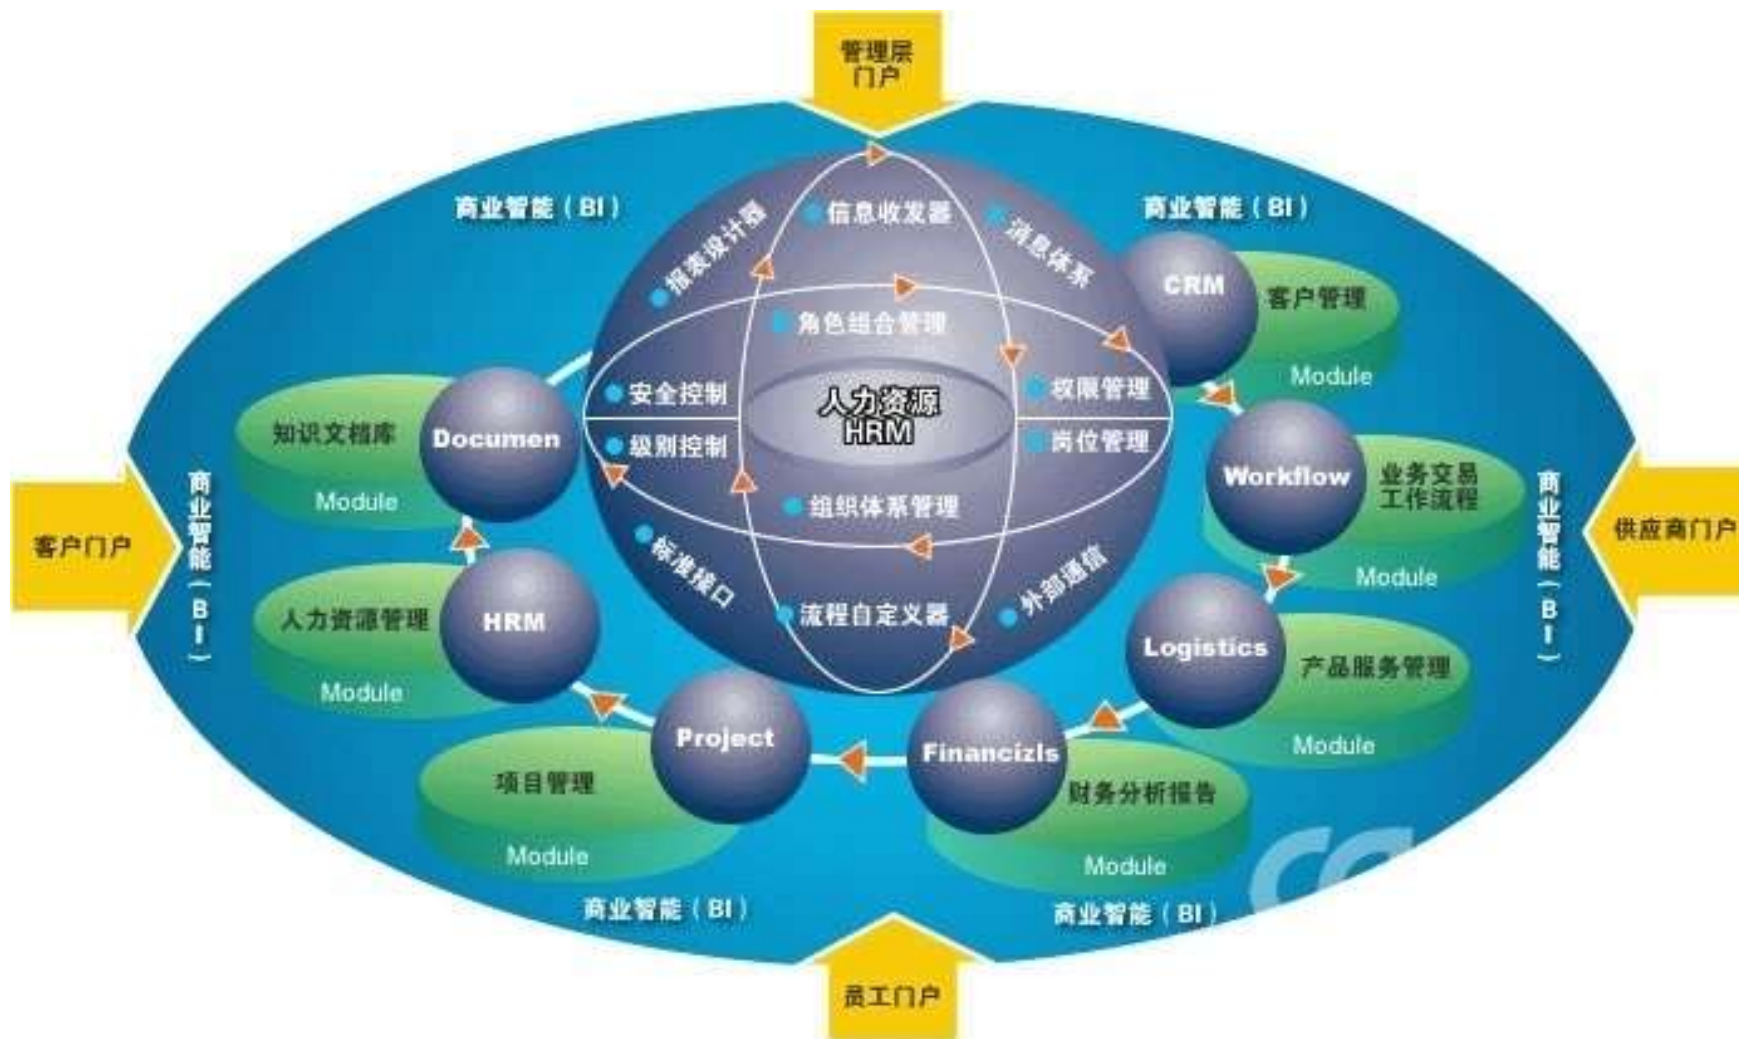 管理层
门户
商业智能（BI）
商业智能（BI）
报表设计器
信息收发器
消息体系
CRM
客户管理
Module
角色组合管理
安全控制
人力资源
HRM
权限管理
级别控制
岗位管理
知识文档库
Documen
Module
Workflow
业务交易
工作流程
Module
商业智能（BI）
商业智能（BI）
客户门户
供应商门户
组织体系管理
标准接口
外部通信
流程自定义器
人力资源管理
HRM
Module
Logistics
产品服务管理
Module
Project
项目管理
Module
Financizls
财务分析报告
Module
商业智能（BI）
商业智能（BI）
员工门户